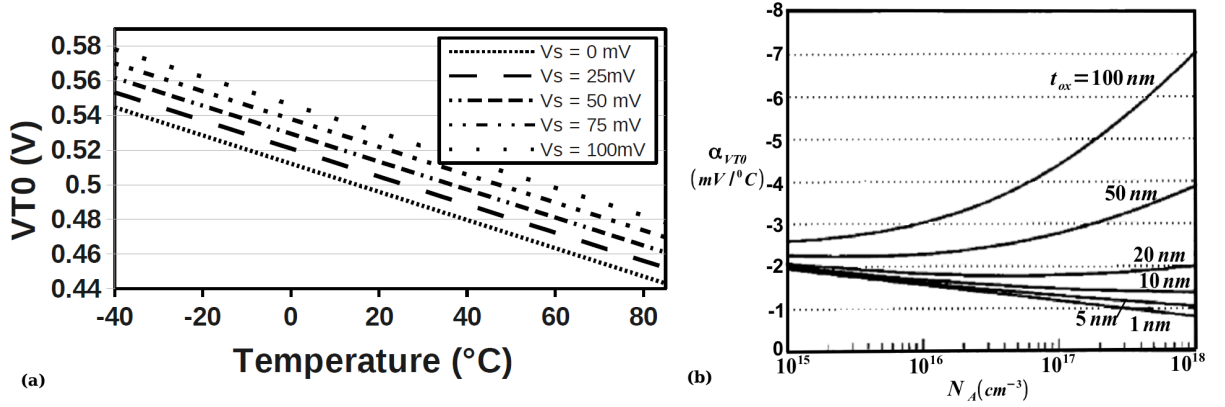 VT0 (V)
0.58
0.56
0.54
0.52
0.5
0.48
0.46
0.44
-40
-20
0
20
40
60
80
Temperature (°C)
Vs = 0 mV
Vs = 25mV
Vs = 50 mV
Vs = 75 mV
Vs = 100mV
(a)
-8
-7
-6
-5
-4
-3
-2
-1
0
αVT0
(mV/⁰C)
tox = 100 nm
50 nm
20 nm
10 nm
5 nm
1 nm
10¹⁵
10¹⁶
10¹⁷
10¹⁸
N A(cm⁻³)
(b)